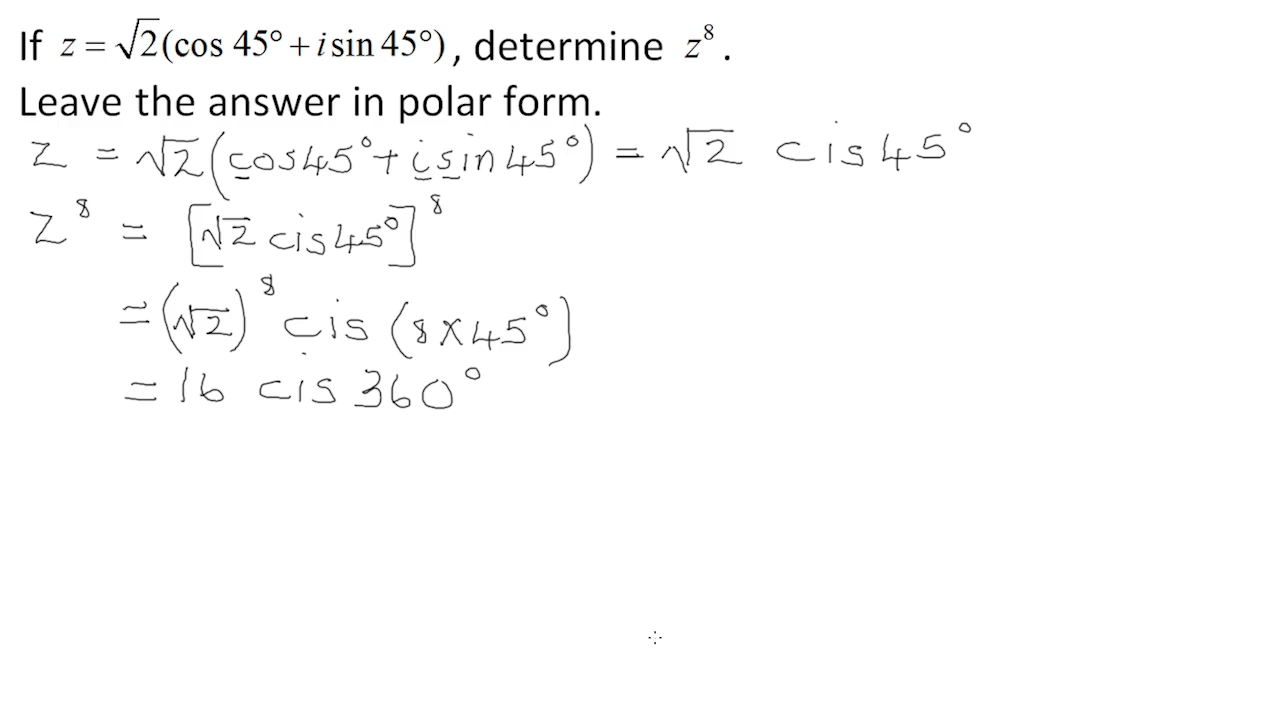 If z = √2(cos 45° + i sin 45°), determine z⁸.
Leave the answer in polar form.
z = √2(cos45° + isin45°) = √2 cis45°
z⁸ = [√2 cis45°]⁸
= (√2)⁸ cis (8×45°)
= 16 cis 360°